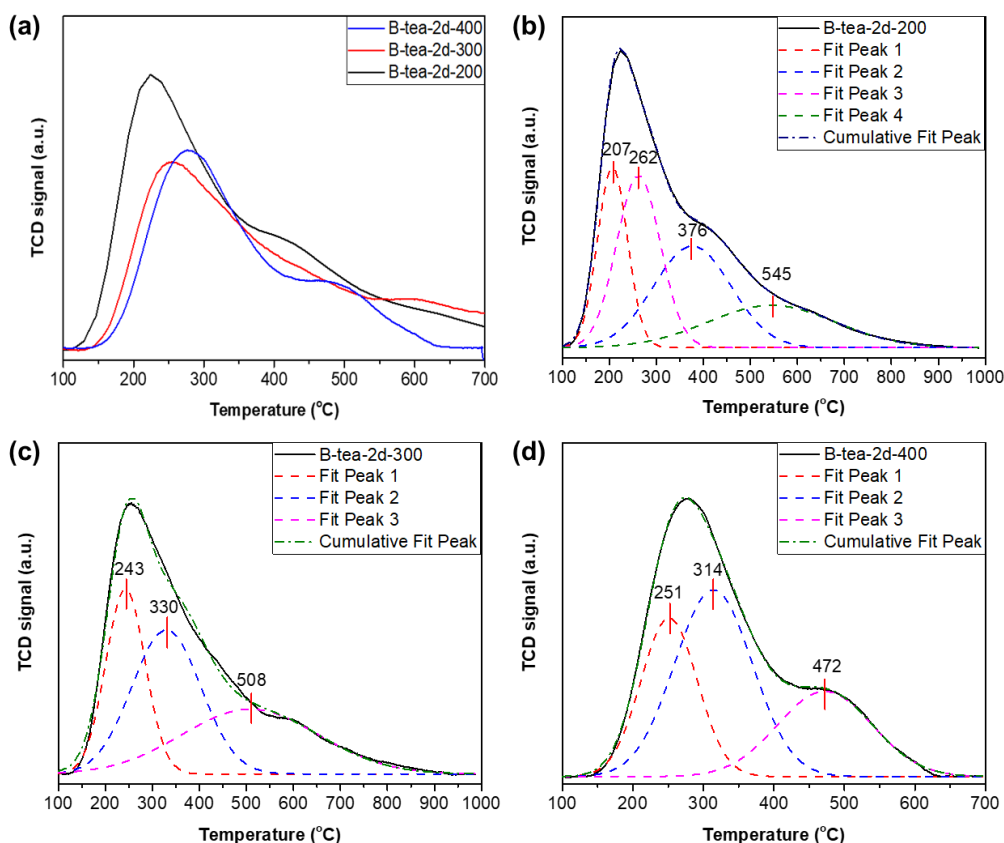 (a)
B-tea-2d-400
B-tea-2d-300
B-tea-2d-200
TCD signal (a.u.)
100 200 300 400 500 600 700
Temperature (°C)
(b)
B-tea-2d-200
Fit Peak 1
Fit Peak 2
Fit Peak 3
Fit Peak 4
Cumulative Fit Peak
207
262
376
545
TCD signal (a.u.)
100 200 300 400 500 600 700 800 900 1000
Temperature (°C)
(c)
B-tea-2d-300
Fit Peak 1
Fit Peak 2
Fit Peak 3
Cumulative Fit Peak
243
330
508
TCD signal (a.u.)
100 200 300 400 500 600 700 800 900 1000
Temperature (°C)
(d)
B-tea-2d-400
Fit Peak 1
Fit Peak 2
Fit Peak 3
Cumulative Fit Peak
251
314
472
TCD signal (a.u.)
100 200 300 400 500 600 700
Temperature (°C)